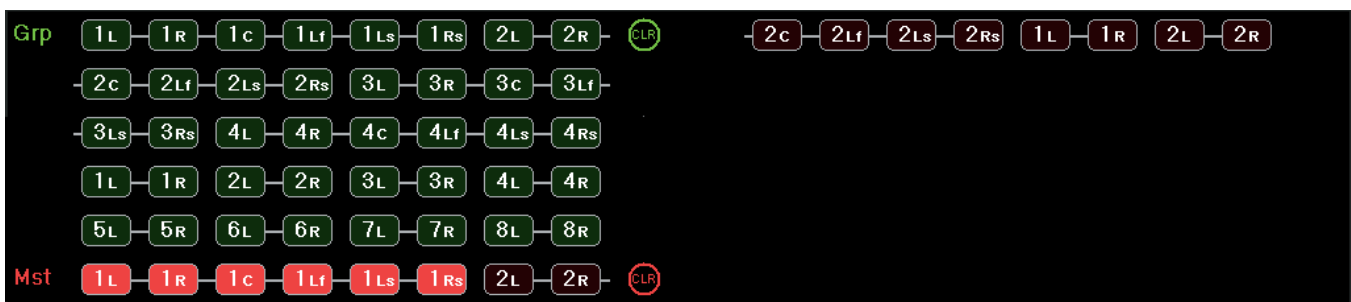 Grp 1L 1R 1C 1Lf 1Ls 1Rs 2L 2R CLR 2C 2Lf 2Ls 2Rs 1L 1R 2L 2R
2C 2Lf 2Ls 2Rs 3L 3R 3C 3Lf
3Ls 3Rs 4L 4R 4C 4Lf 4Ls 4Rs
1L 1R 2L 2R 3L 3R 4L 4R
5L 5R 6L 6R 7L 7R 8L 8R
Mst 1L 1R 1C 1Lf 1Ls 1Rs 2L 2R CLR